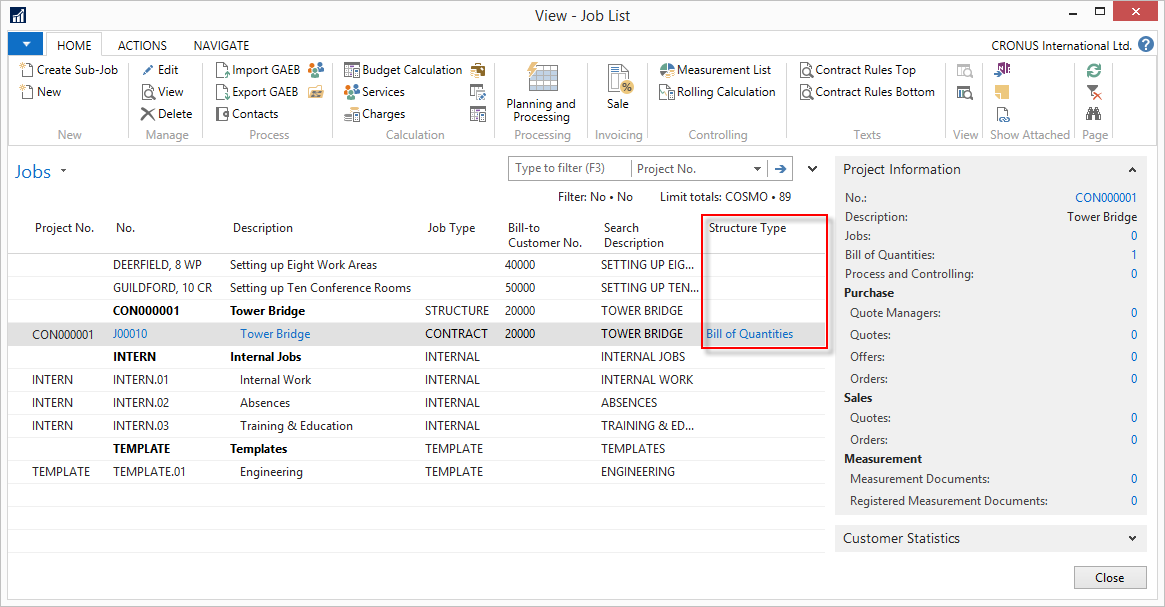 View - Job List
HOME ACTIONS NAVIGATE CRONUS International Ltd. ?
Create Sub-Job Edit Import GAEB Budget Calculation Measurement List Contract Rules Top
New View Export GAEB Services Rolling Calculation Contract Rules Bottom
Delete Contacts Charges
Planning and
Processing
Sale
New Manage Process Calculation Processing Invoicing Controlling Texts View Show Attached Page
Jobs
Type to filter (F3) Project No.
Filter: No • No Limit totals: COSMO • 89
Project No. No. Description Job Type Bill-to
Customer No. Search
Description Structure Type
DEERFIELD, 8 WP Setting up Eight Work Areas 40000 SETTING UP EIG...
GUILDFORD, 10 CR Setting up Ten Conference Rooms 50000 SETTING UP TEN...
CON000001 Tower Bridge STRUCTURE 20000 TOWER BRIDGE
CON000001 J00010 Tower Bridge CONTRACT 20000 TOWER BRIDGE Bill of Quantities
INTERN Internal Jobs INTERNAL INTERNAL JOBS
INTERN INTERN.01 Internal Work INTERNAL INTERNAL WORK
INTERN INTERN.02 Absences INTERNAL ABSENCES
INTERN INTERN.03 Training & Education INTERNAL TRAINING & ED...
TEMPLATE Templates TEMPLATE TEMPLATES
TEMPLATE TEMPLATE.01 Engineering TEMPLATE ENGINEERING
Project Information
No.: CON000001
Description: Tower Bridge
Jobs: 0
Bill of Quantities: 1
Process and Controlling: 0
Purchase
Quote Managers: 0
Quotes: 0
Offers: 0
Orders: 0
Sales
Quotes: 0
Orders: 0
Measurement
Measurement Documents: 0
Registered Measurement Documents: 0
Customer Statistics
Close